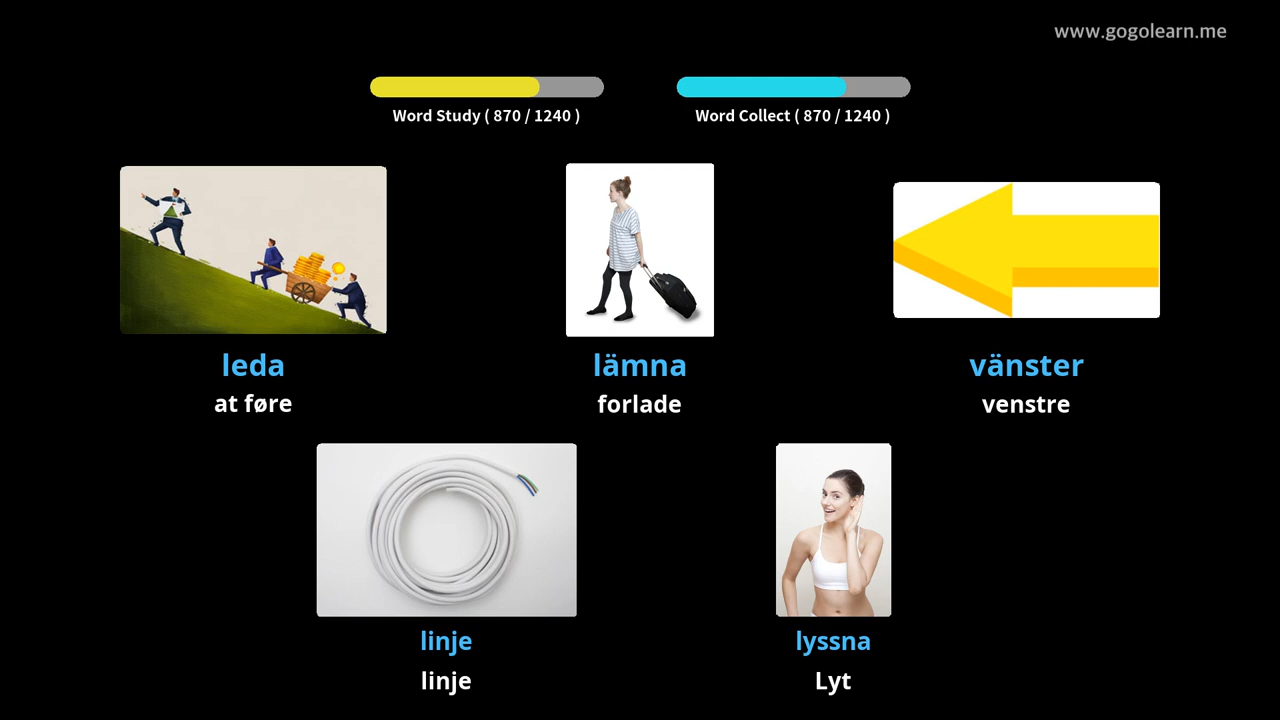 www.gogolearn.me
Word Study ( 870 / 1240 )
Word Collect ( 870 / 1240 )
leda
at føre
lämna
forlade
vänster
venstre
linje
linje
lyssna
Lyt